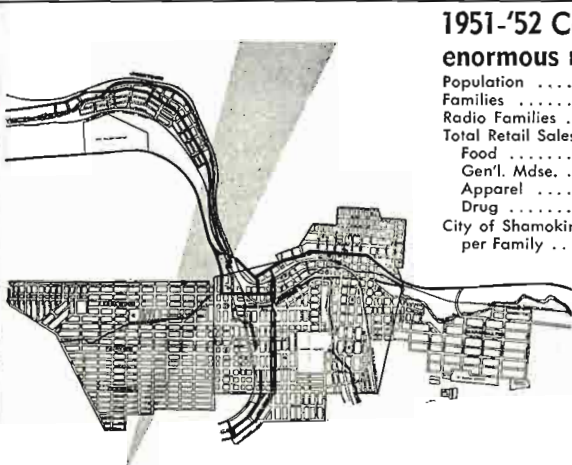 1951-'52 C
enormous
Population ....
Families .......
Radio Families .
Total Retail Sales
Food .......
Gen'l. Mdse. .
Apparel ....
Drug .......
City of Shamokin
per Family ..